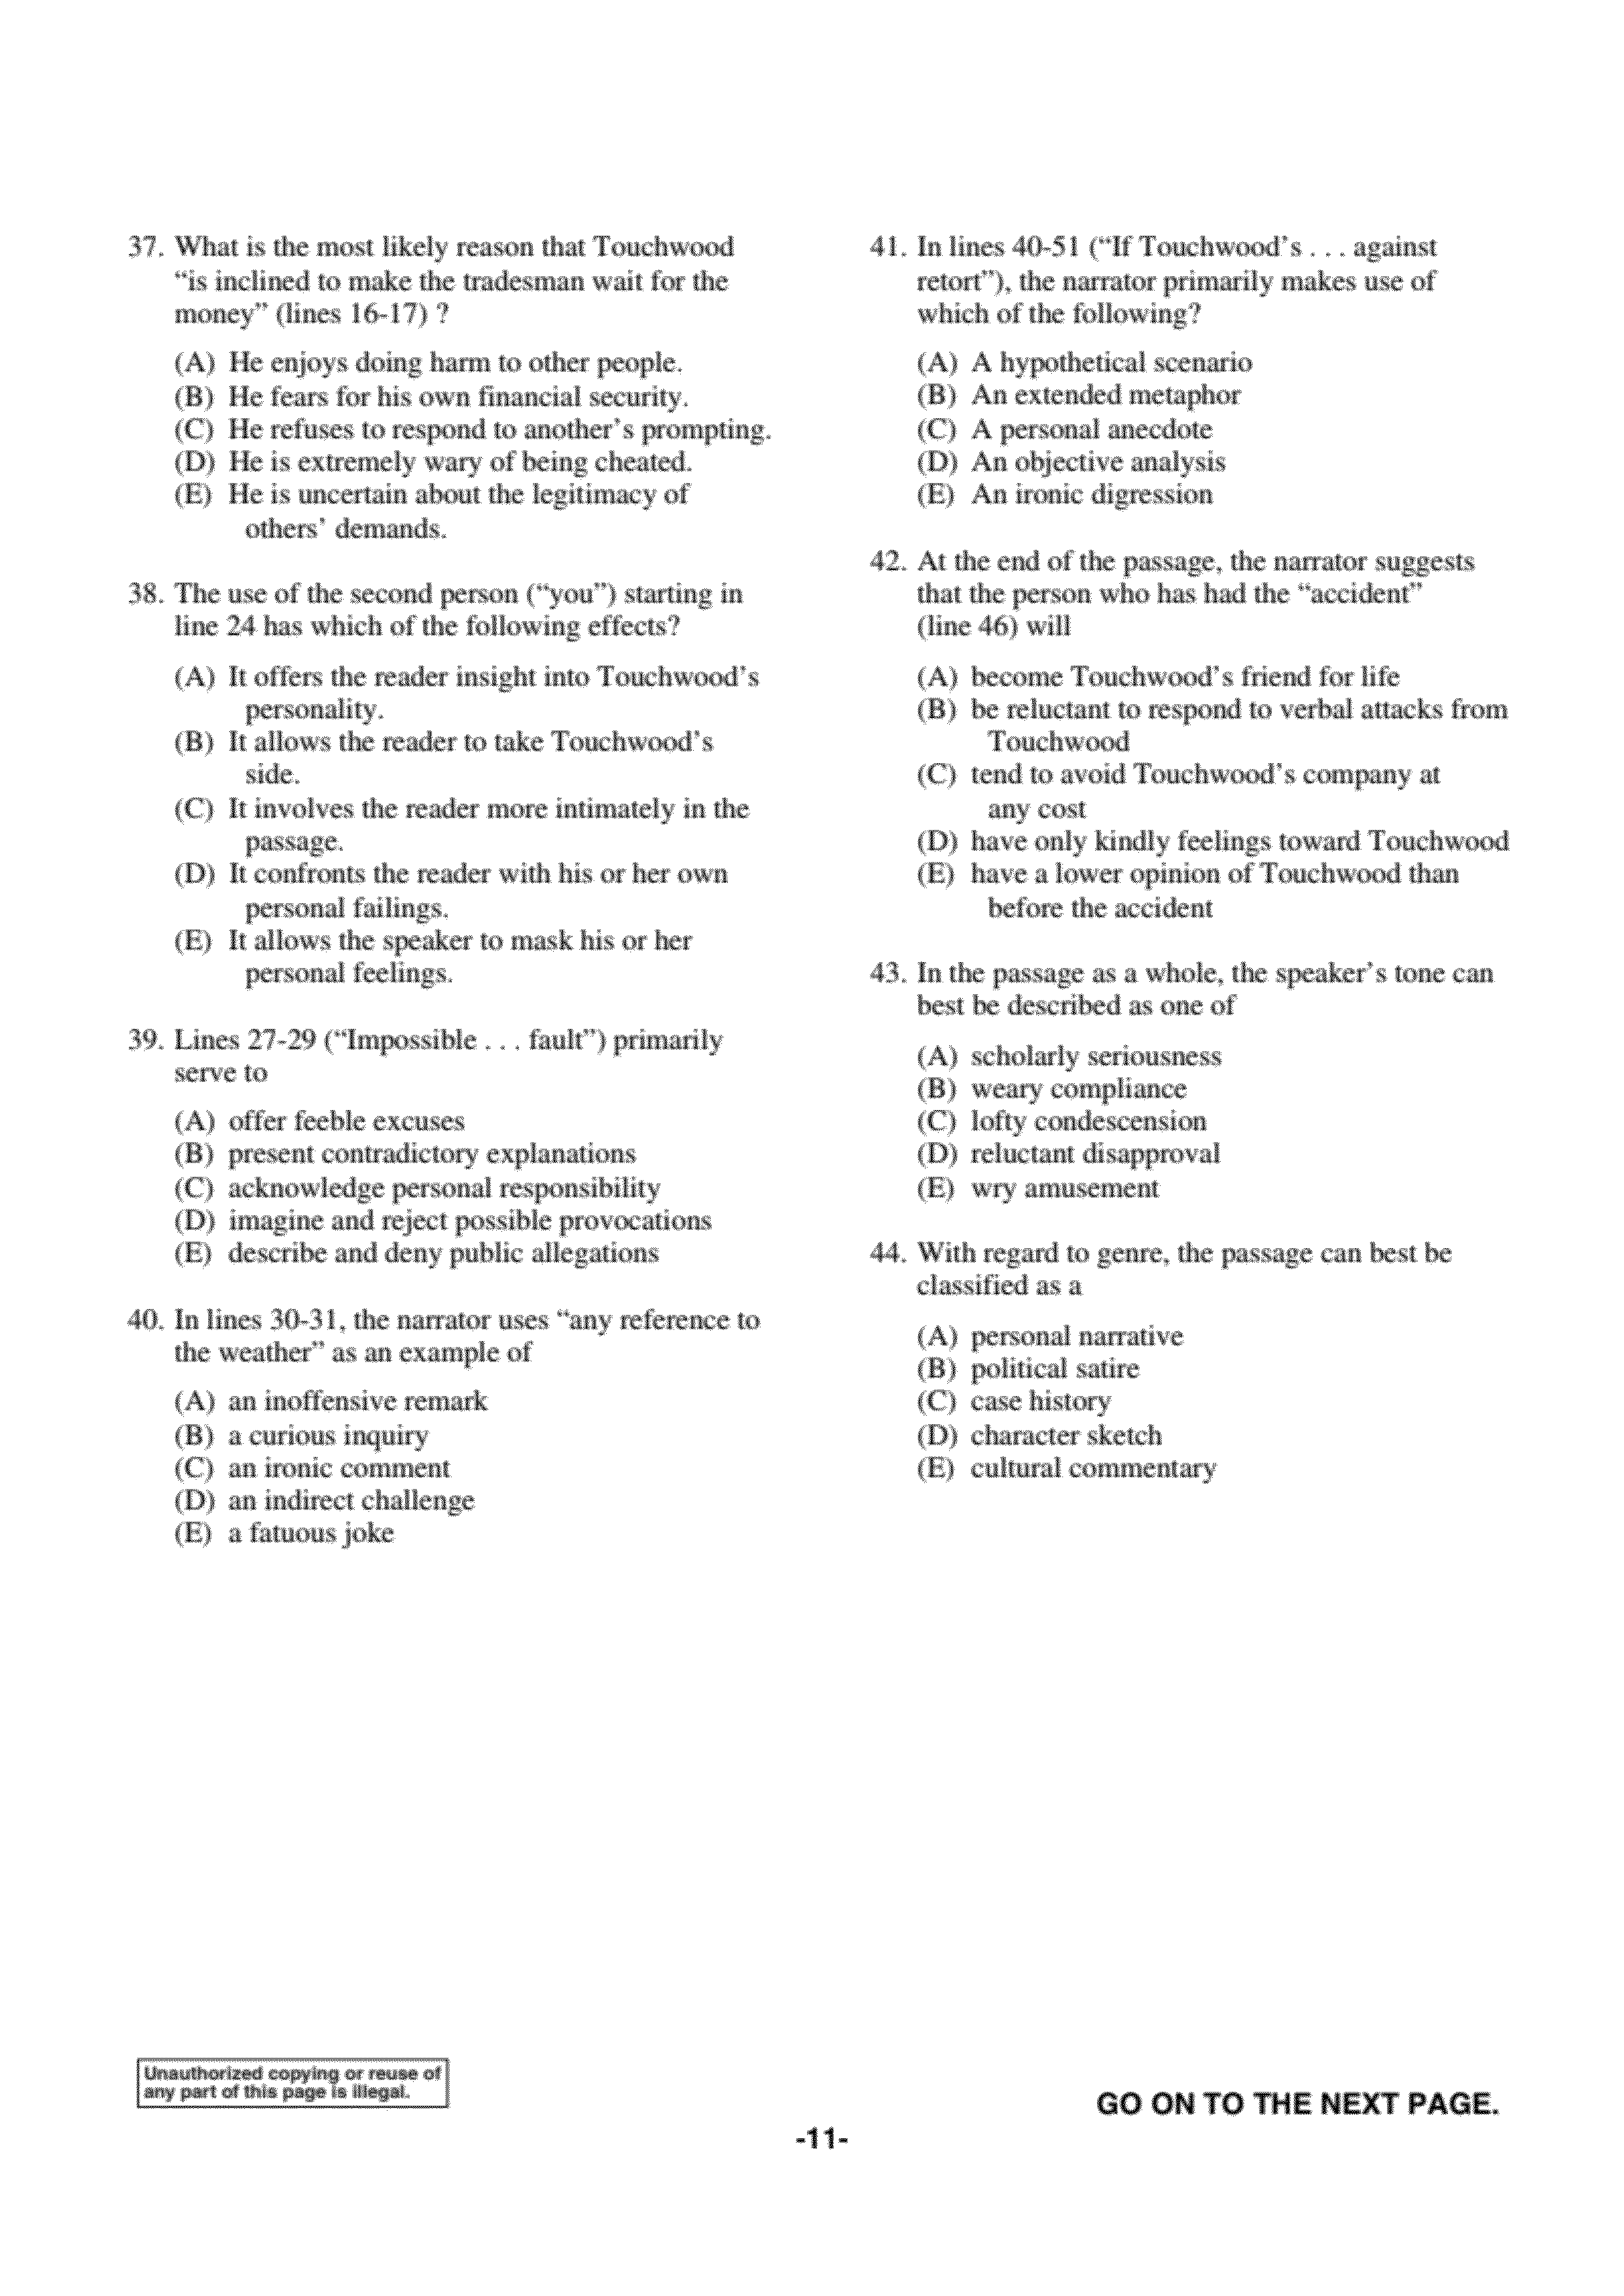 37. What is the most likely reason that Touchwood
“is inclined to make the tradesman wait for the
money” (lines 16-17) ?
(A) He enjoys doing harm to other people.
(B) He fears for his own financial security.
(C) He refuses to respond to another’s prompting.
(D) He is extremely wary of being cheated.
(E) He is uncertain about the legitimacy of
others’ demands.
38. The use of the second person (“you”) starting in
line 24 has which of the following effects?
(A) It offers the reader insight into Touchwood’s
personality.
(B) It allows the reader to take Touchwood’s
side.
(C) It involves the reader more intimately in the
passage.
(D) It confronts the reader with his or her own
personal failings.
(E) It allows the speaker to mask his or her
personal feelings.
39. Lines 27-29 (“Impossible . . . fault”) primarily
serve to
(A) offer feeble excuses
(B) present contradictory explanations
(C) acknowledge personal responsibility
(D) imagine and reject possible provocations
(E) describe and deny public allegations
40. In lines 30-31, the narrator uses “any reference to
the weather” as an example of
(A) an inoffensive remark
(B) a curious inquiry
(C) an ironic comment
(D) an indirect challenge
(E) a fatuous joke
41. In lines 40-51 (“If Touchwood’s . . . against
retort”), the narrator primarily makes use of
which of the following?
(A) A hypothetical scenario
(B) An extended metaphor
(C) A personal anecdote
(D) An objective analysis
(E) An ironic digression
42. At the end of the passage, the narrator suggests
that the person who has had the “accident”
(line 46) will
(A) become Touchwood’s friend for life
(B) be reluctant to respond to verbal attacks from
Touchwood
(C) tend to avoid Touchwood’s company at
any cost
(D) have only kindly feelings toward Touchwood
(E) have a lower opinion of Touchwood than
before the accident
43. In the passage as a whole, the speaker’s tone can
best be described as one of
(A) scholarly seriousness
(B) weary compliance
(C) lofty condescension
(D) reluctant disapproval
(E) wry amusement
44. With regard to genre, the passage can best be
classified as a
(A) personal narrative
(B) political satire
(C) case history
(D) character sketch
(E) cultural commentary
Unauthorized copying or reuse of
any part of this page is illegal.
GO ON TO THE NEXT PAGE.
-11-